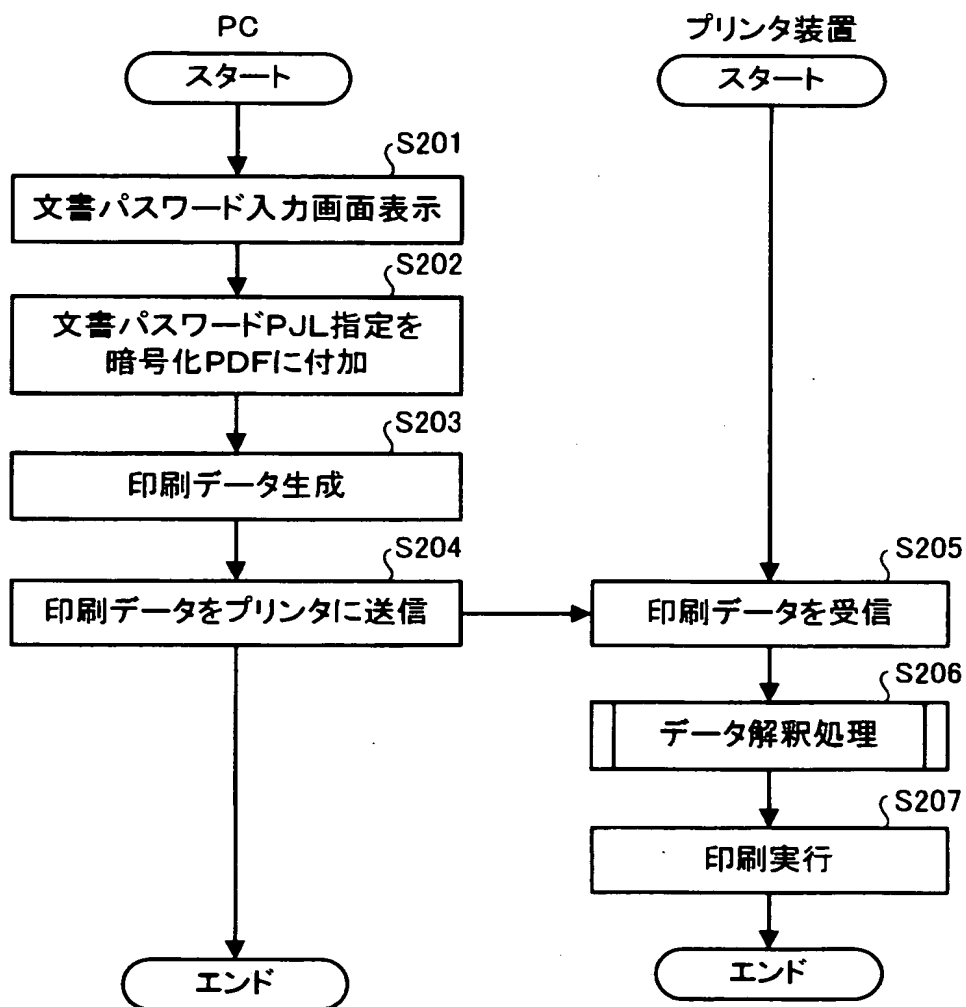 PC
スタート
S201
文書パスワード入力画面表示
S202
文書パスワードPJL指定を
暗号化PDFに付加
S203
印刷データ生成
S204
印刷データをプリンタに送信
エンド
プリンタ装置
スタート
S205
印刷データを受信
S206
データ解釈処理
S207
印刷実行
エンド